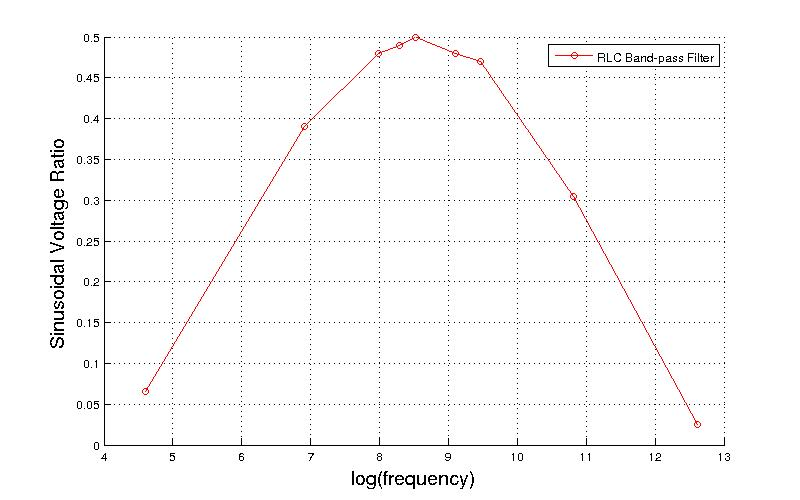 0.5
RLC Band-pass Filter
0.45
0.4
0.35
0.3
0.25
0.2
0.15
0.1
0.05
0
Sinusoidal Voltage Ratio
4 5 6 7 8 9 10 11 12 13
log(frequency)